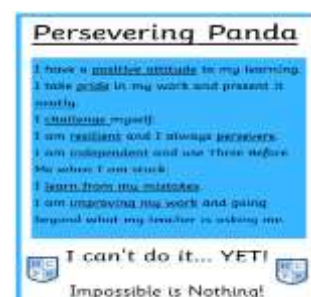 Persevering Panda
I have a positive attitude to my learning.
I take pride in my work and present it
neatly.
I challenge myself.
I am resilient and I always persevere.
I am independent and use Three Before
Me when I am stuck.
I learn from my mistakes.
I am improving my work and going
beyond what my teacher is asking me.
I can't do it... YET!
Impossible is Nothing!